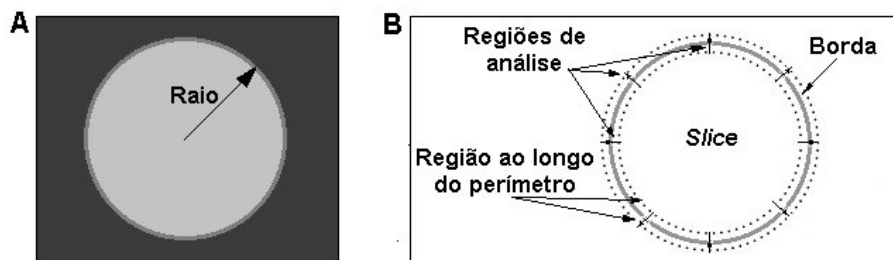 A
Raio
B
Regiões de
análise
Borda
Slice
Região ao longo
do perímetro